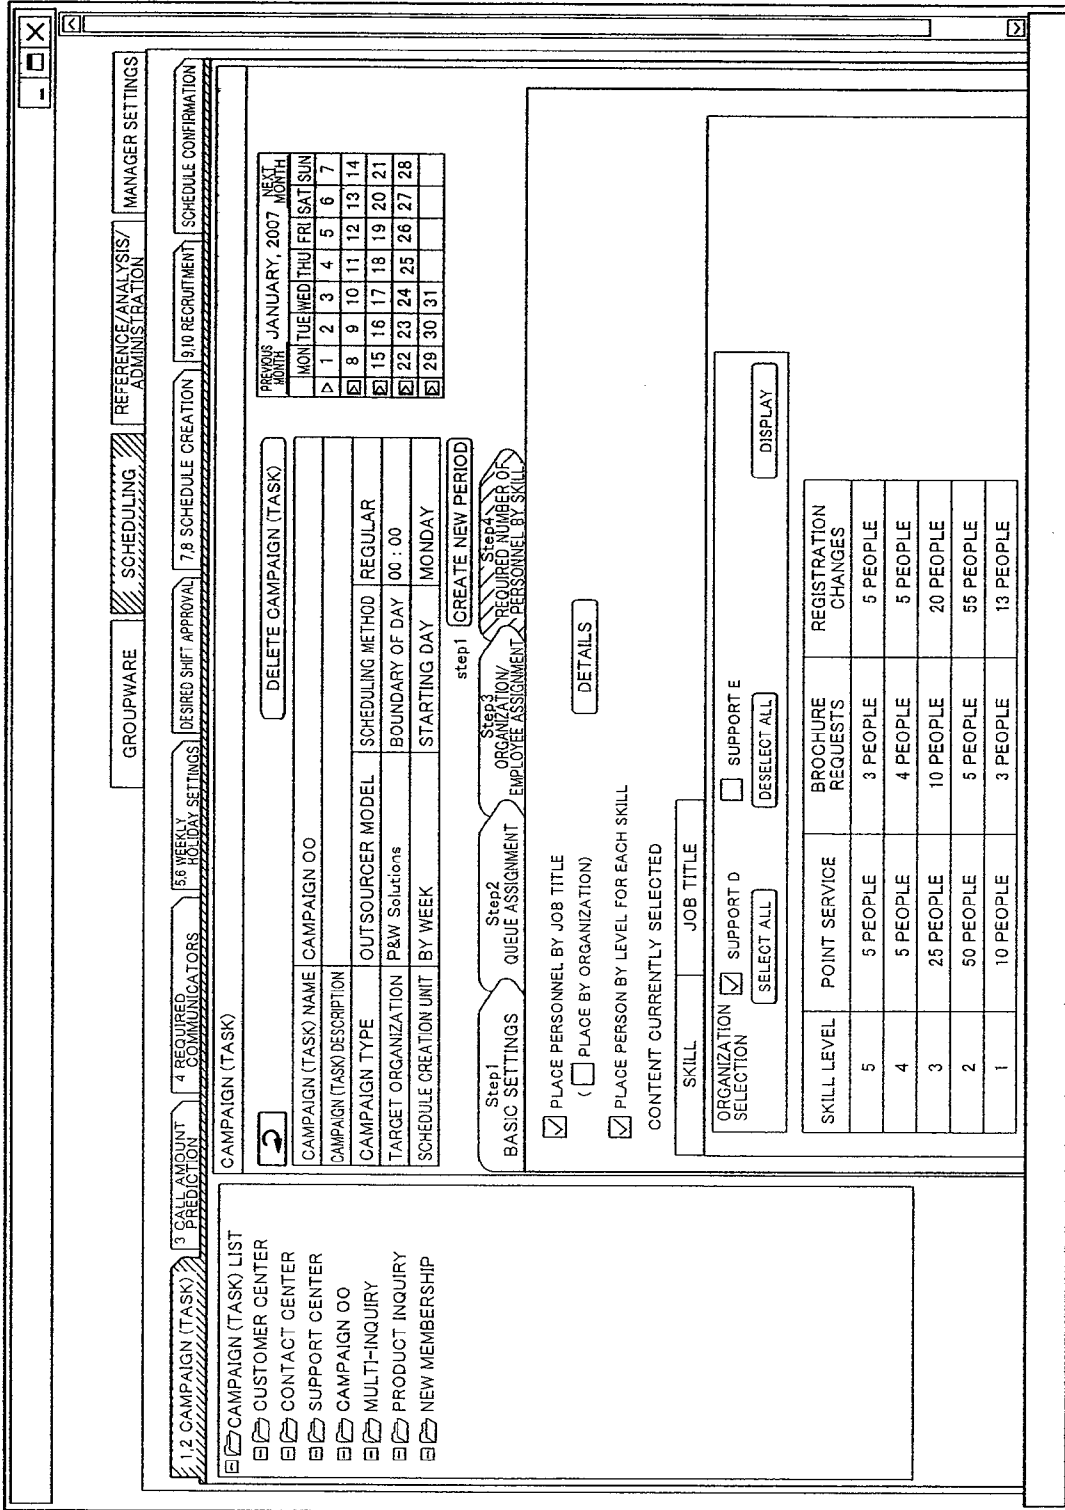 GROUPWARE
SCHEDULING
REFERENCE/ANALYSIS/
ADMINISTRATION
MANAGER SETTINGS
1,2 CAMPAIGN (TASK)
3 CALL AMOUNT
PREDICTION
4 REQUIRED
COMMUNICATORS
5,6 WEEKLY
HOLIDAY SETTINGS
DESIRED SHIFT APPROVAL
7,8 SCHEDULE CREATION
9,10 RECRUITMENT
SCHEDULE CONFIRMATION
CAMPAIGN (TASK) LIST
CUSTOMER CENTER
CONTACT CENTER
SUPPORT CENTER
CAMPAIGN OO
MULTI-INQUIRY
PRODUCT INQUIRY
NEW MEMBERSHIP
CAMPAIGN (TASK)
DELETE CAMPAIGN (TASK)
CAMPAIGN (TASK) NAME CAMPAIGN OO
CAMPAIGN (TASK) DESCRIPTION
CAMPAIGN TYPE OUTSOURCER MODEL SCHEDULING METHOD REGULAR
TARGET ORGANIZATION P&W Solutions BOUNDARY OF DAY 00 : 00
SCHEDULE CREATION UNIT BY WEEK STARTING DAY MONDAY
step1 CREATE NEW PERIOD
PREVIOUS
MONTH JANUARY, 2007 NEXT
MONTH
MON TUE WED THU FRI SAT SUN
1 2 3 4 5 6 7
8 9 10 11 12 13 14
15 16 17 18 19 20 21
22 23 24 25 26 27 28
29 30 31
Step1
BASIC SETTINGS
Step2
QUEUE ASSIGNMENT
Step3
ORGANIZATION/
EMPLOYEE ASSIGNMENT
Step4
REQUIRED NUMBER OF
PERSONNEL BY SKILL
PLACE PERSONNEL BY JOB TITLE
( PLACE BY ORGANIZATION)
DETAILS
PLACE PERSON BY LEVEL FOR EACH SKILL
CONTENT CURRENTLY SELECTED
SKILL JOB TITLE
ORGANIZATION
SELECTION
SUPPORT D SUPPORT E
SELECT ALL DESELECT ALL DISPLAY
SKILL LEVEL POINT SERVICE BROCHURE
REQUESTS REGISTRATION
CHANGES
5 5 PEOPLE 3 PEOPLE 5 PEOPLE
4 5 PEOPLE 4 PEOPLE 5 PEOPLE
3 25 PEOPLE 10 PEOPLE 20 PEOPLE
2 50 PEOPLE 5 PEOPLE 55 PEOPLE
1 10 PEOPLE 3 PEOPLE 13 PEOPLE